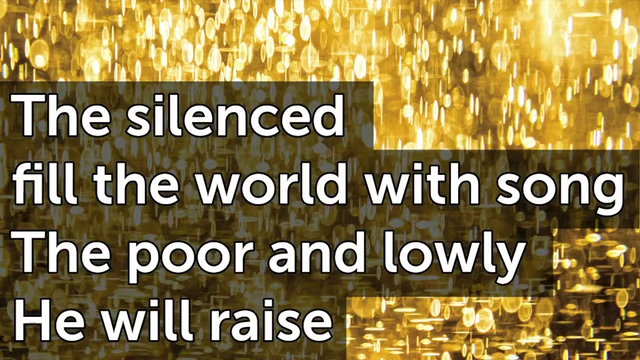 The silenced
fill the world with song
The poor and lowly
He will raise